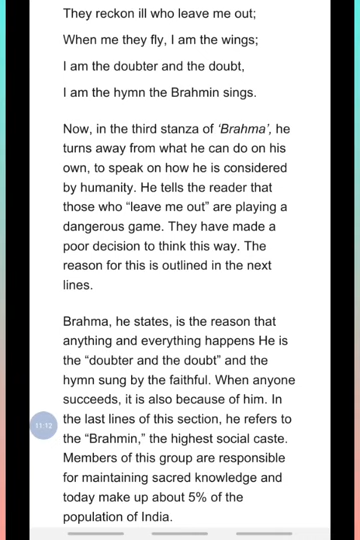 They reckon ill who leave me out;
When me they fly, I am the wings;
I am the doubter and the doubt,
I am the hymn the Brahmin sings.
Now, in the third stanza of ‘Brahma’, he
turns away from what he can do on his
own, to speak on how he is considered
by humanity. He tells the reader that
those who “leave me out” are playing a
dangerous game. They have made a
poor decision to think this way. The
reason for this is outlined in the next
lines.
Brahma, he states, is the reason that
anything and everything happens He is
the “doubter and the doubt” and the
hymn sung by the faithful. When anyone
succeeds, it is also because of him. In
11:12
the last lines of this section, he refers to
the “Brahmin,” the highest social caste.
Members of this group are responsible
for maintaining sacred knowledge and
today make up about 5% of the
population of India.